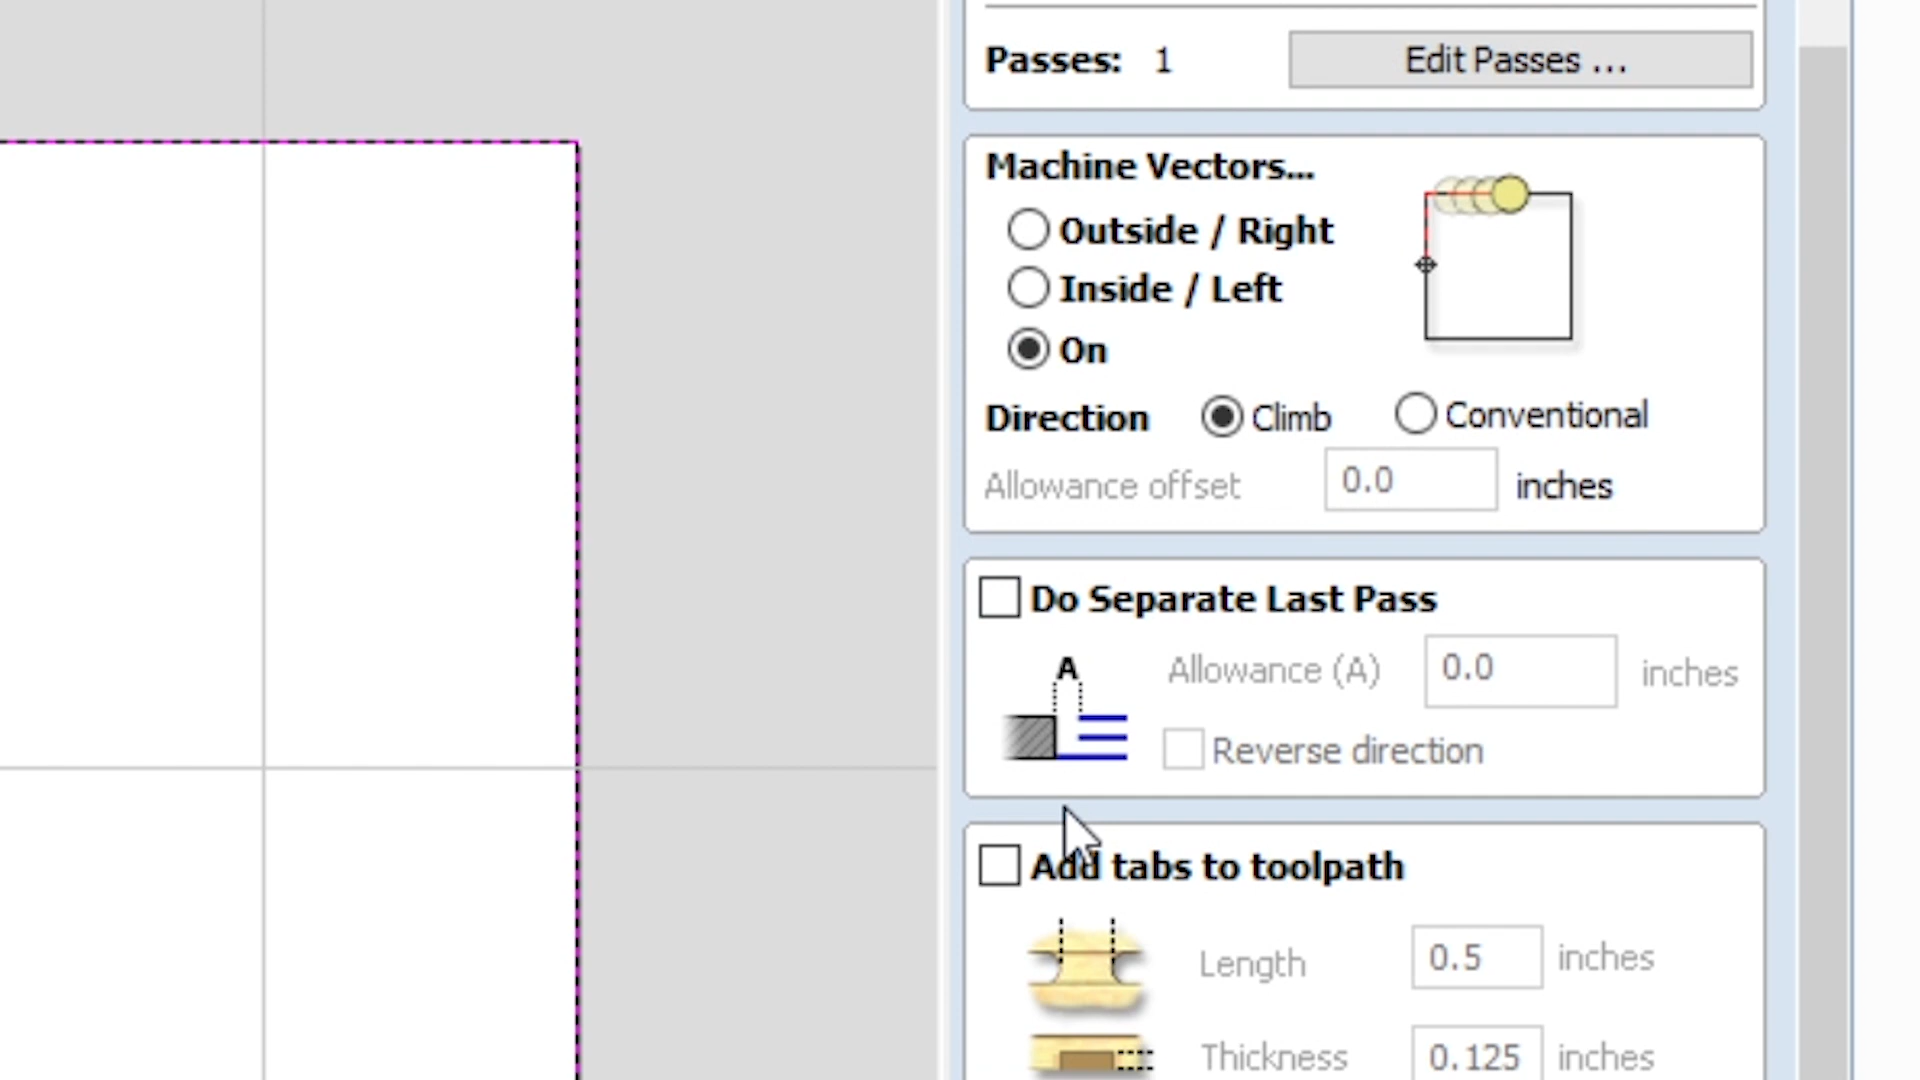 Passes: 1 Edit Passes ...
Machine Vectors...
Outside / Right
Inside / Left
On
Direction Climb Conventional
Allowance offset 0.0 inches
Do Separate Last Pass
A Allowance (A) 0.0 inches
Reverse direction
Add tabs to toolpath
Length 0.5 inches
Thickness 0.125 inches